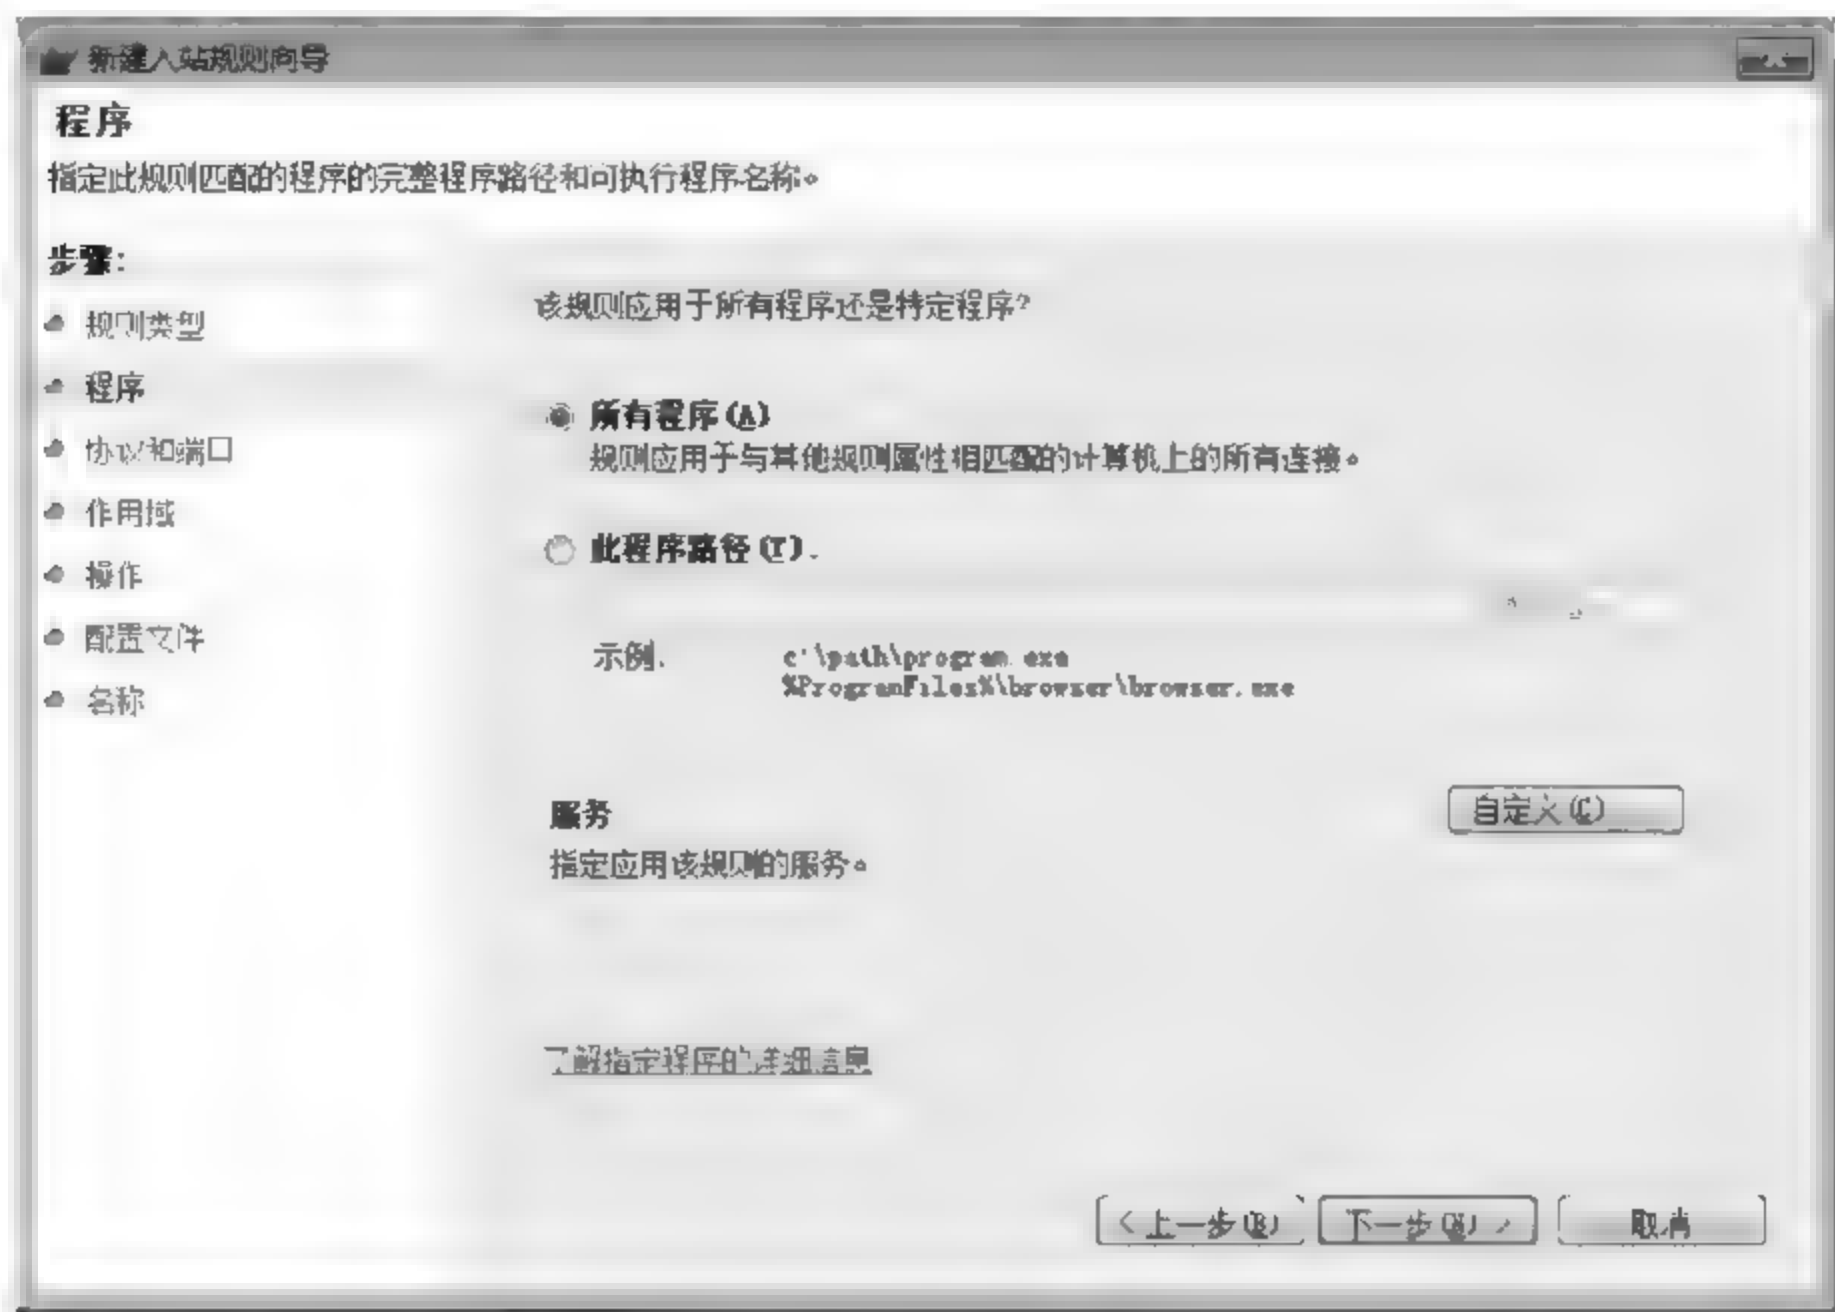 新建入站规则向导
程序
指定此规则匹配的程序的完整程序路径和可执行程序名称。
步骤:
规则类型
程序
协议和端口
作用域
操作
配置文件
名称
该规则应用于所有程序还是特定程序?
所有程序(A)
规则应用于与其他规则属性相匹配的计算机上的所有连接。
此程序路径(T):
示例:
c:\path\program.exe
%ProgramFiles%\browser\browser.exe
服务
自定义(C)
指定应用该规则的服务。
了解指定程序的详细信息
<上一步(B) 下一步(N)> 取消